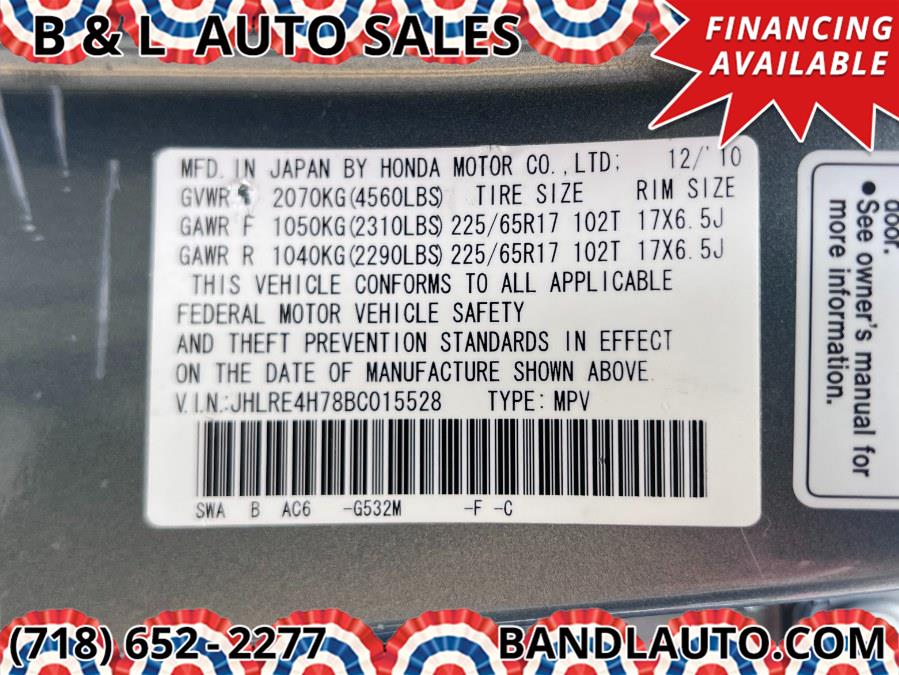 B & L AUTO SALES
FINANCING
AVAILABLE
MFD. IN JAPAN BY HONDA MOTOR CO.,LTD; 12/'10
GVWR 2070KG(4560LBS) TIRE SIZE RIM SIZE
GAWR F 1050KG(2310LBS) 225/65R17 102T 17X6.5J
GAWR R 1040KG(2290LBS) 225/65R17 102T 17X6.5J
THIS VEHICLE CONFORMS TO ALL APPLICABLE
FEDERAL MOTOR VEHICLE SAFETY
AND THEFT PREVENTION STANDARDS IN EFFECT
ON THE DATE OF MANUFACTURE SHOWN ABOVE.
V.I.N.:JHLRE4H78BC015528 TYPE:MPV
SWA B AC6 -G532M -F -C
door.
•See owner's manual for
more information.
(718) 652-2277
BANDLAUTO.COM